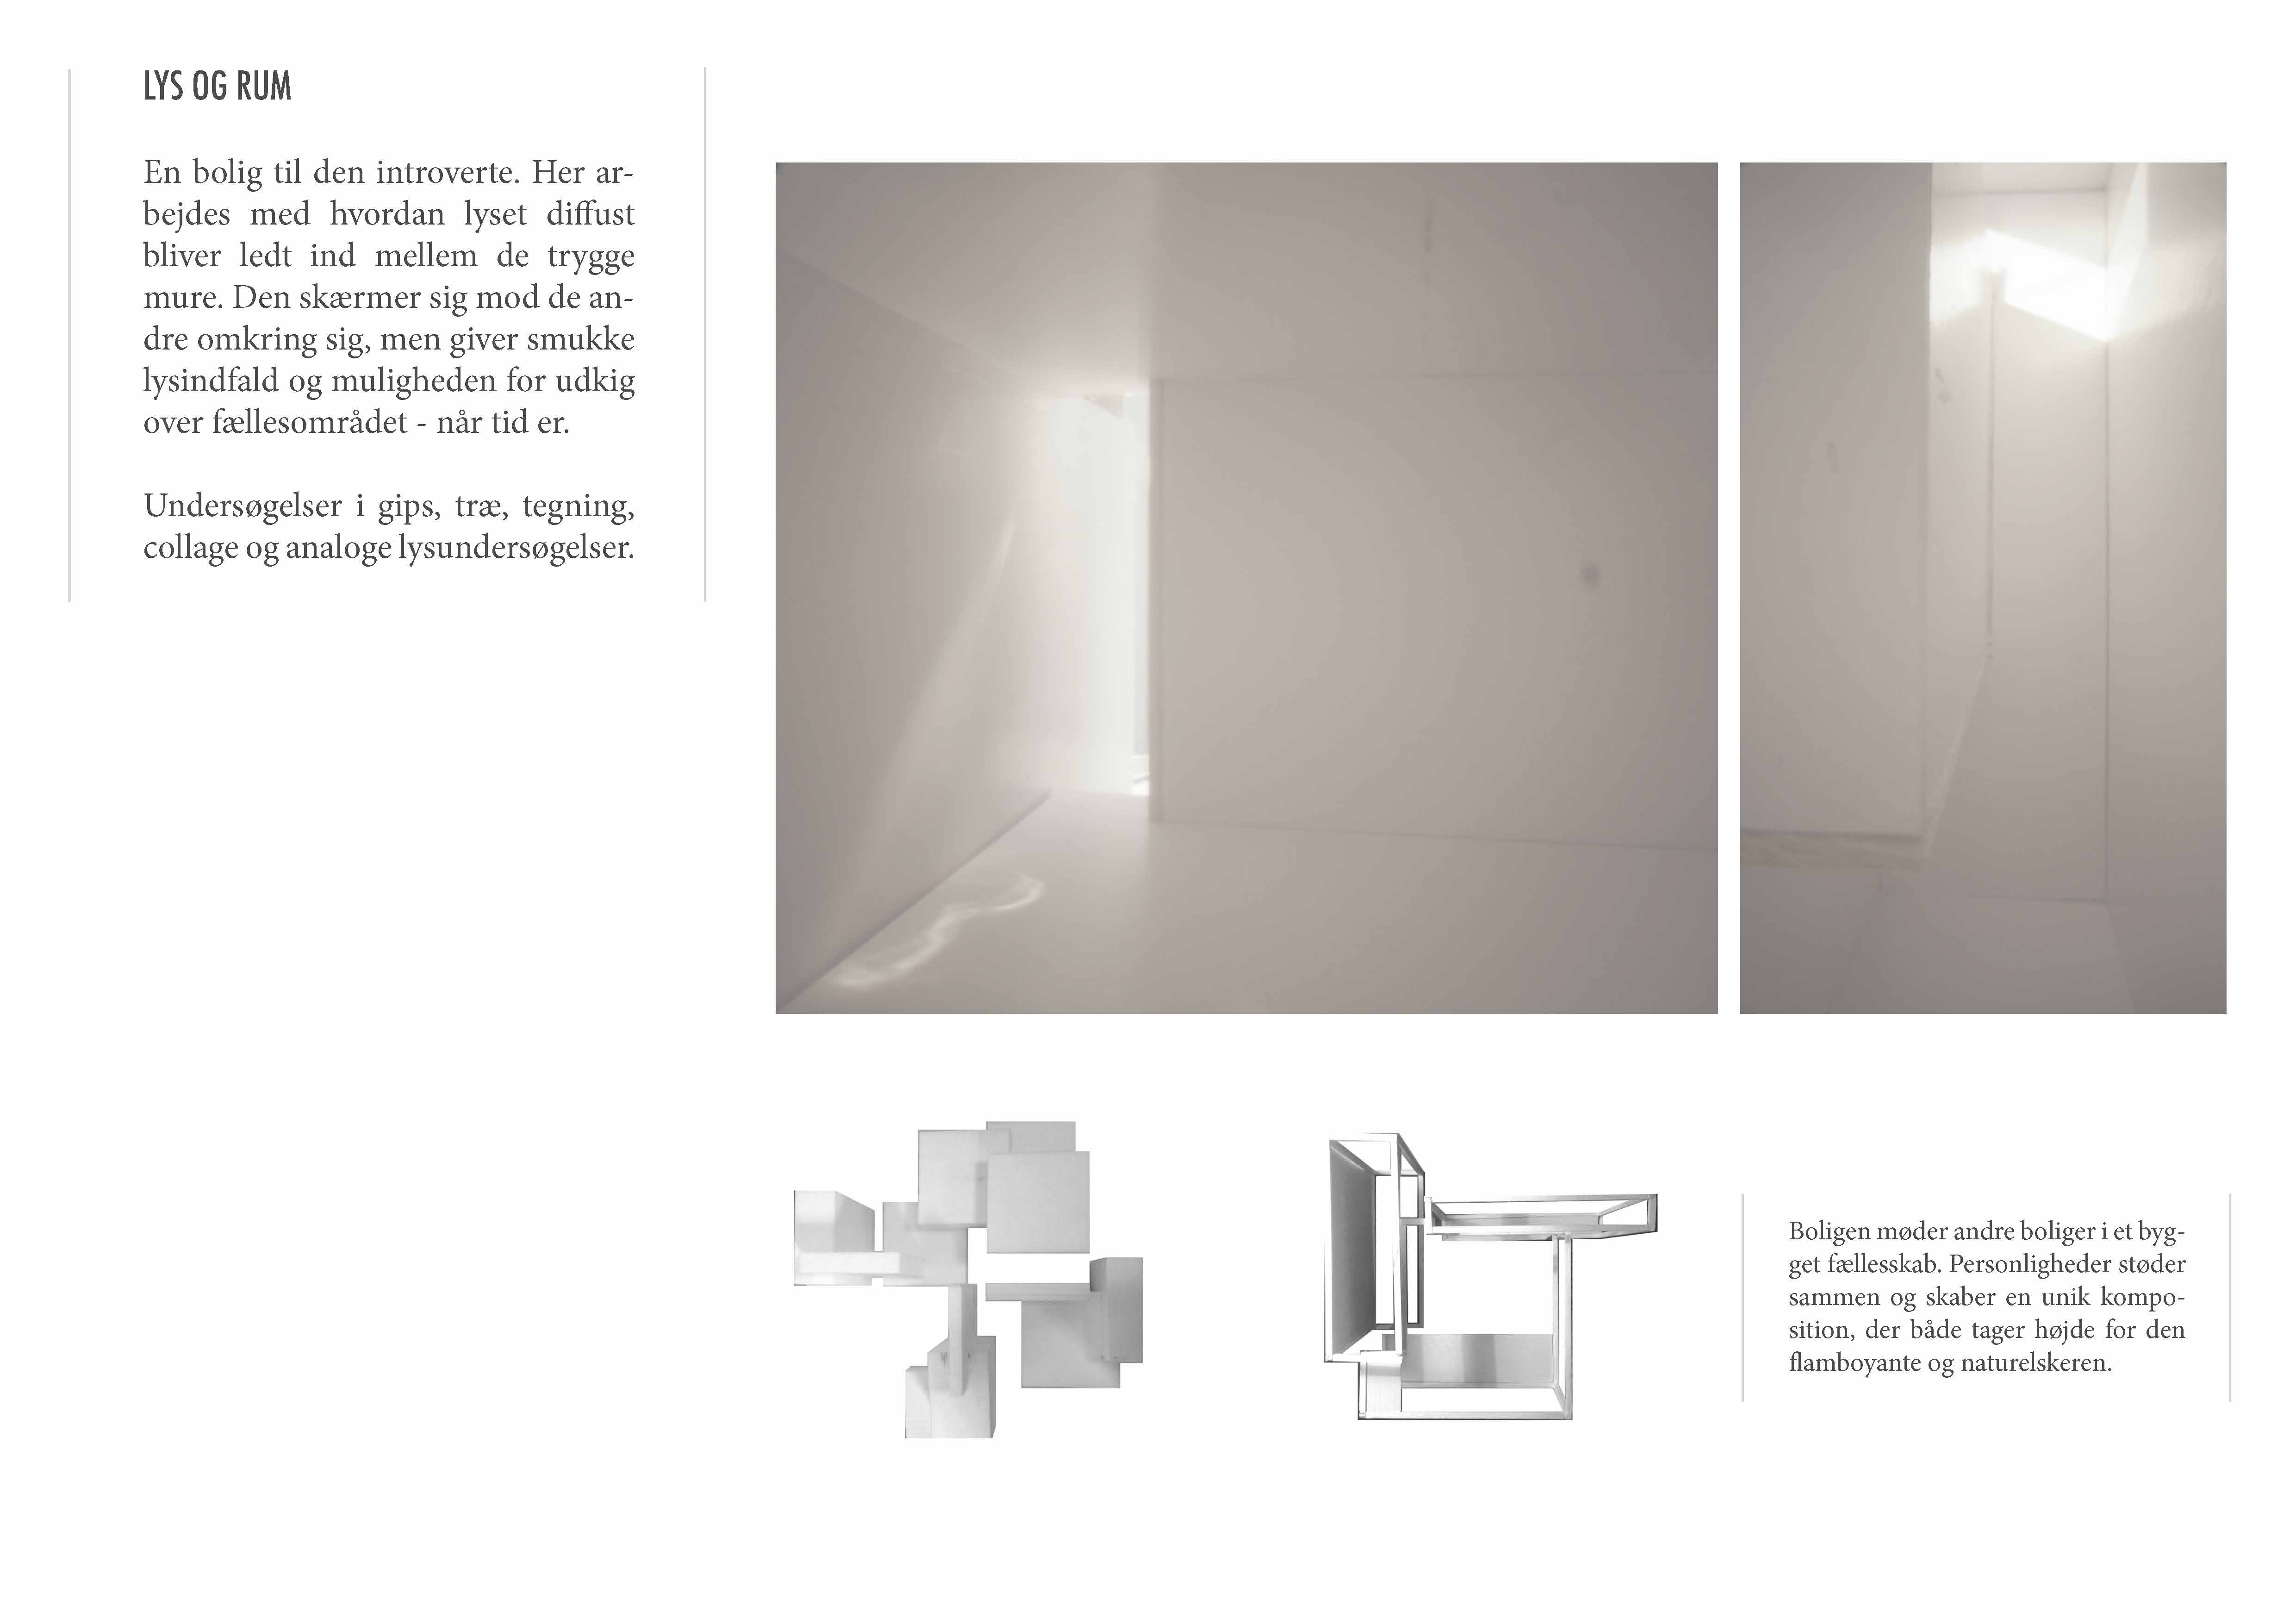 LYS OG RUM
En bolig til den introverte. Her ar-
bejdes med hvordan lyset diffust
bliver ledt ind mellem de trygge
mure. Den skærmer sig mod de an-
dre omkring sig, men giver smukke
lysindfald og muligheden for udkig
over fællesområdet - når tid er.
Undersøgelser i gips, træ, tegning,
collage og analoge lysundersøgelser.
Boligen møder andre boliger i et byg-
get fællesskab. Personligheder støder
sammen og skaber en unik kompo-
sition, der både tager højde for den
flamboyante og naturelskeren.